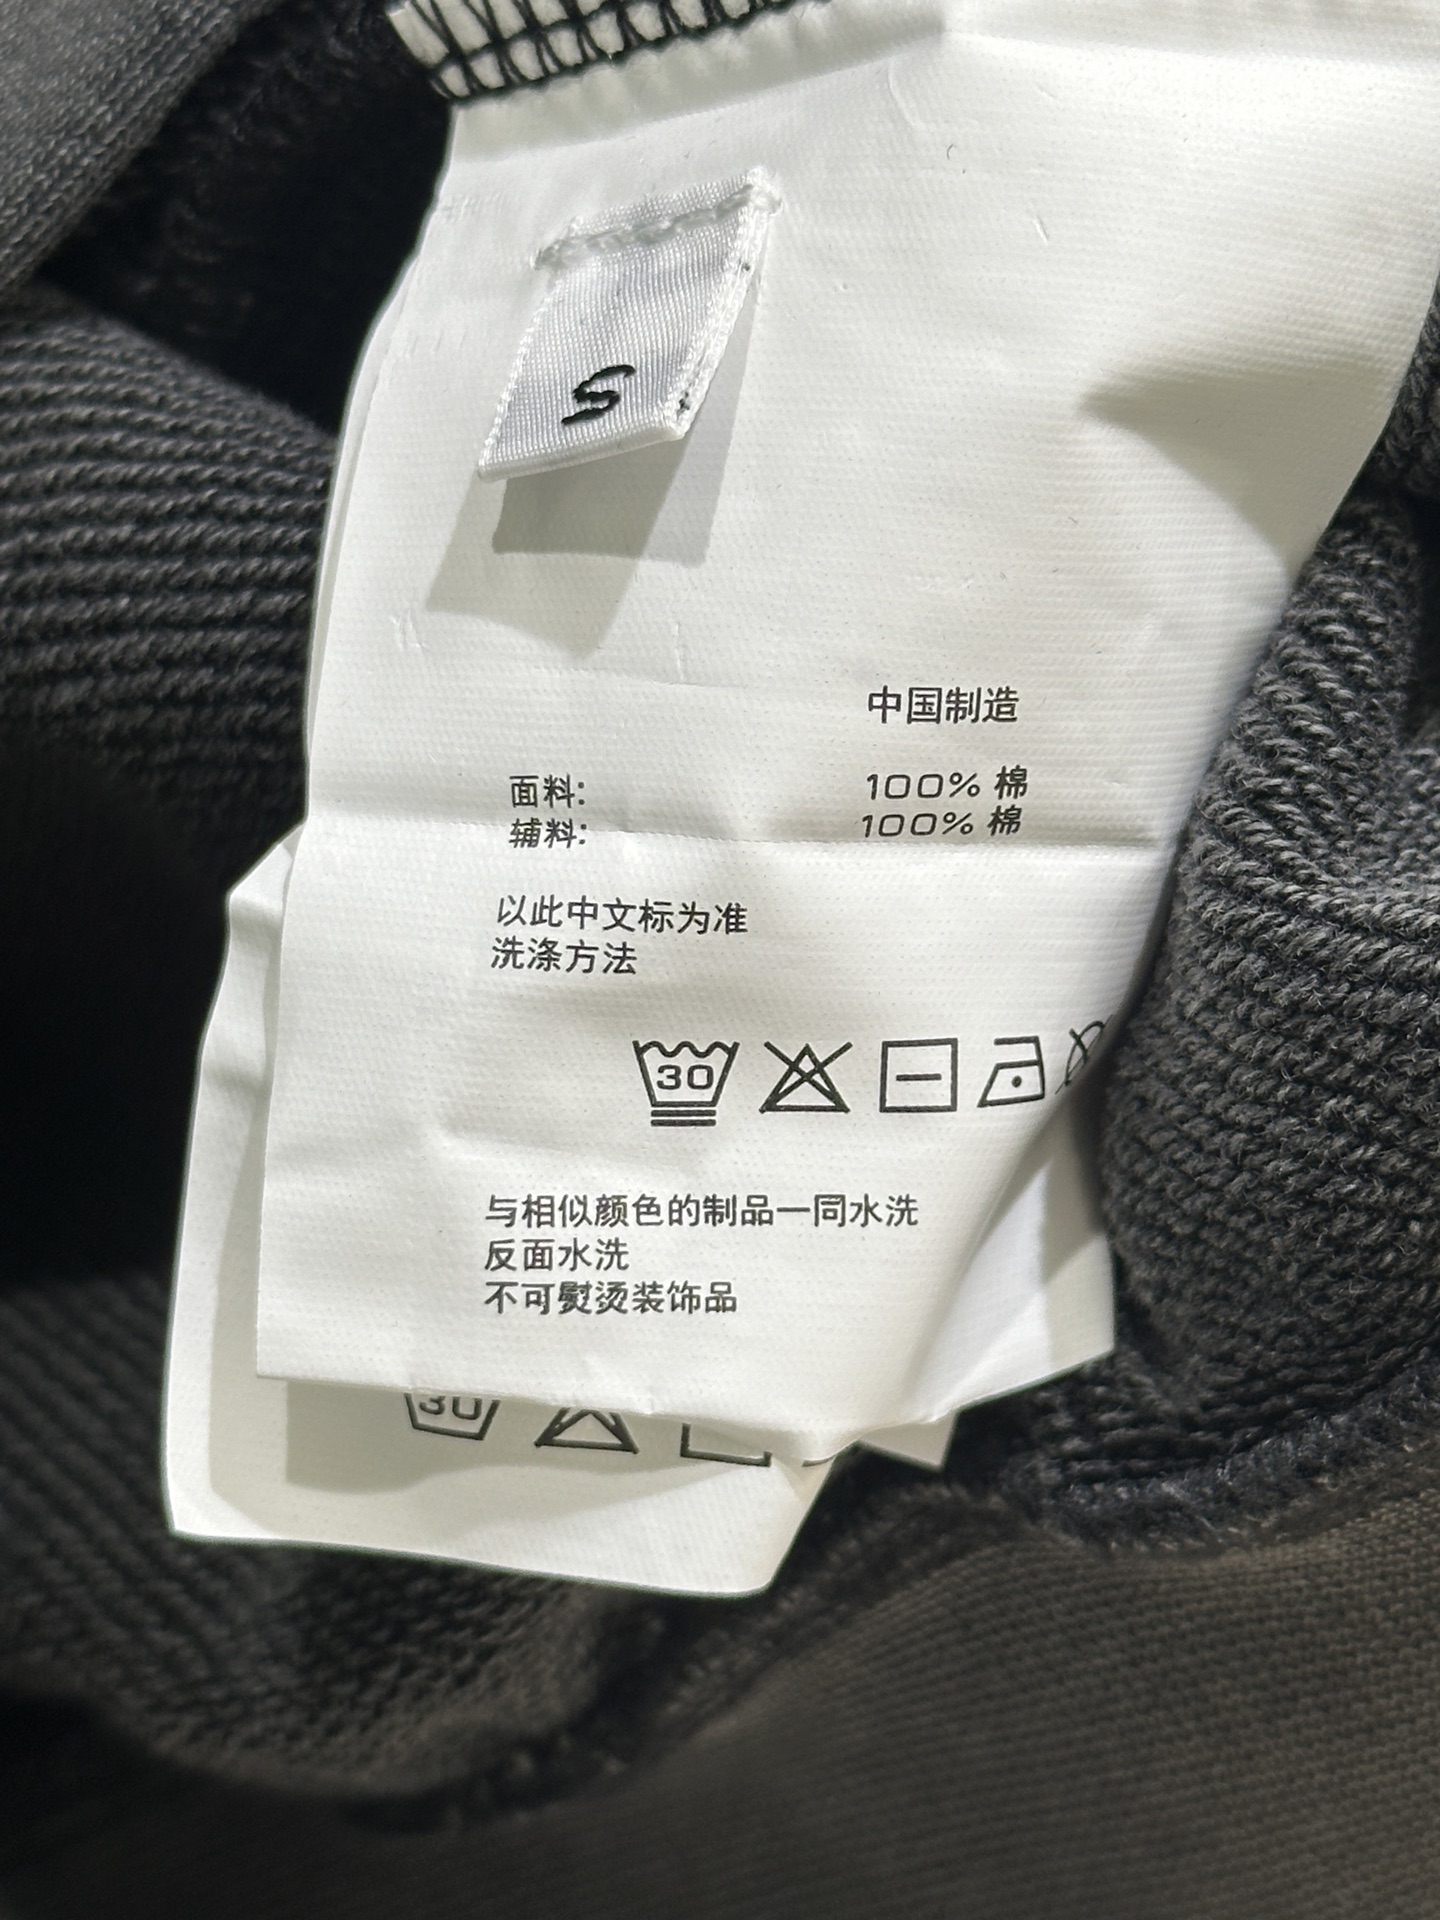 S
中国制造
面料: 100% 棉
辅料: 100% 棉
以此中文标为准
洗涤方法
30
与相似颜色的制品一同水洗
反面水洗
不可熨烫装饰品
30